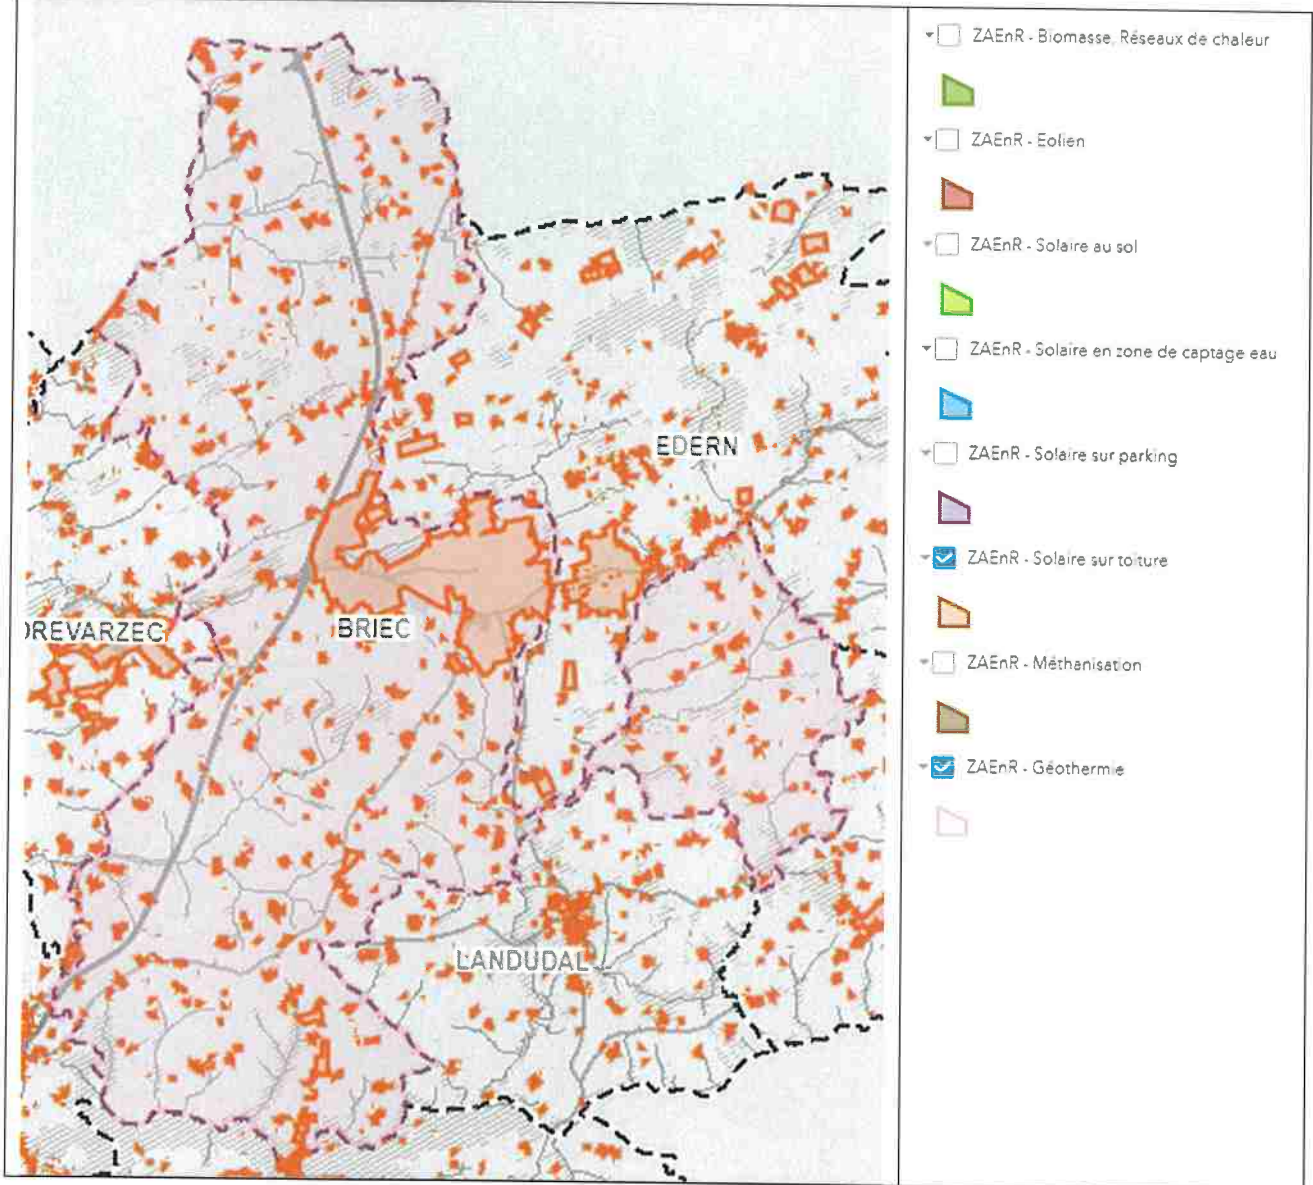 EDERN
BRIEC
REVARZEC
LANDUDAL
ZAEnR - Biomasse, Réseaux de chaleur
ZAEnR - Eolien
ZAEnR - Solaire au sol
ZAEnR - Solaire en zone de captage eau
ZAEnR - Solaire sur parking
ZAEnR - Solaire sur toiture
ZAEnR - Méthanisation
ZAEnR - Géothermie